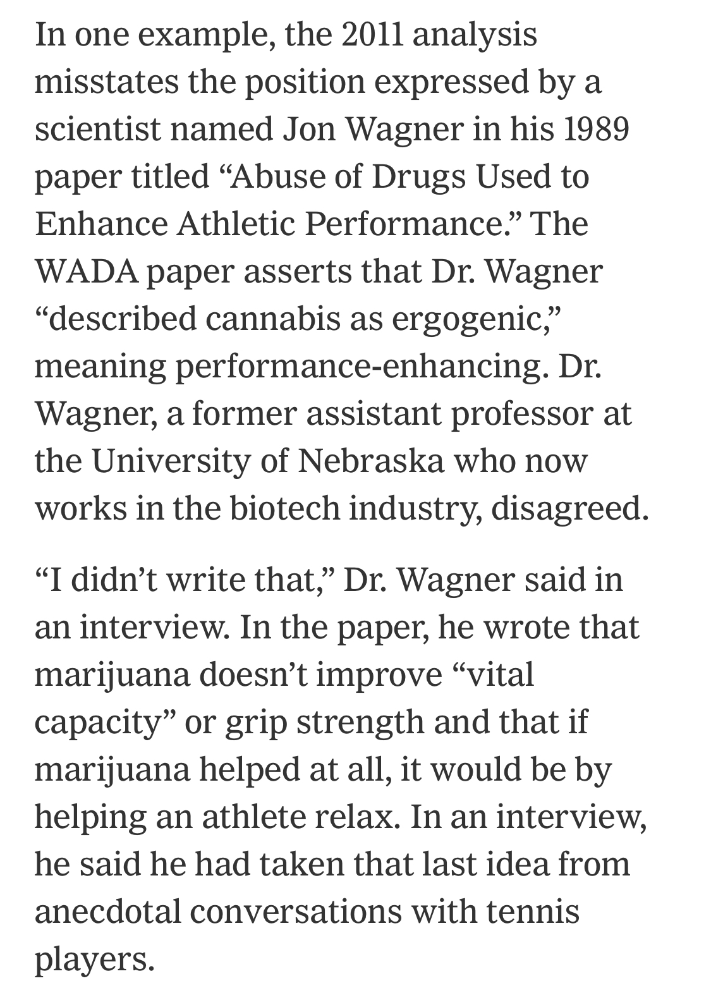 In one example, the 2011 analysis
misstates the position expressed by a
scientist named Jon Wagner in his 1989
paper titled “Abuse of Drugs Used to
Enhance Athletic Performance.” The
WADA paper asserts that Dr. Wagner
“described cannabis as ergogenic,”
meaning performance-enhancing. Dr.
Wagner, a former assistant professor at
the University of Nebraska who now
works in the biotech industry, disagreed.
“I didn’t write that,” Dr. Wagner said in
an interview. In the paper, he wrote that
marijuana doesn’t improve “vital
capacity” or grip strength and that if
marijuana helped at all, it would be by
helping an athlete relax. In an interview,
he said he had taken that last idea from
anecdotal conversations with tennis
players.